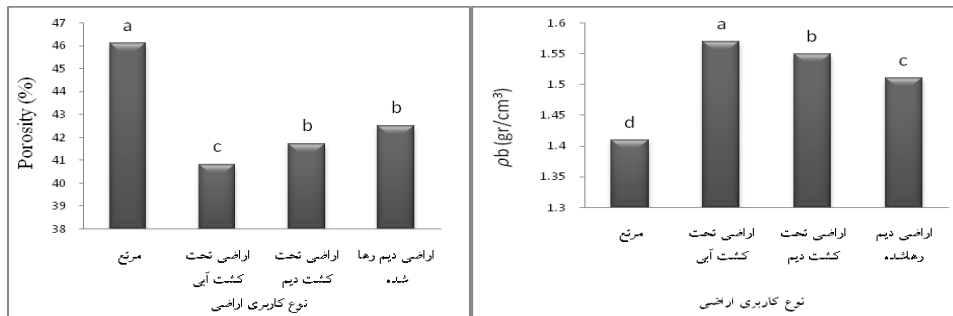 Porosity (%)
47
46
45
44
43
42
41
40
39
38
a
c
b
b
مرتع
اراضی تحت
کشت آبی
اراضی تحت
کشت دیم
اراضی دیم رها
شده
نوع کاربری اراضی
ρb (gr/cm³)
1.6
1.55
1.5
1.45
1.4
1.35
1.3
d
a
b
c
مرتع
اراضی تحت
کشت آبی
اراضی تحت
کشت دیم
اراضی دیم
رهاشده
نوع کاربری اراضی